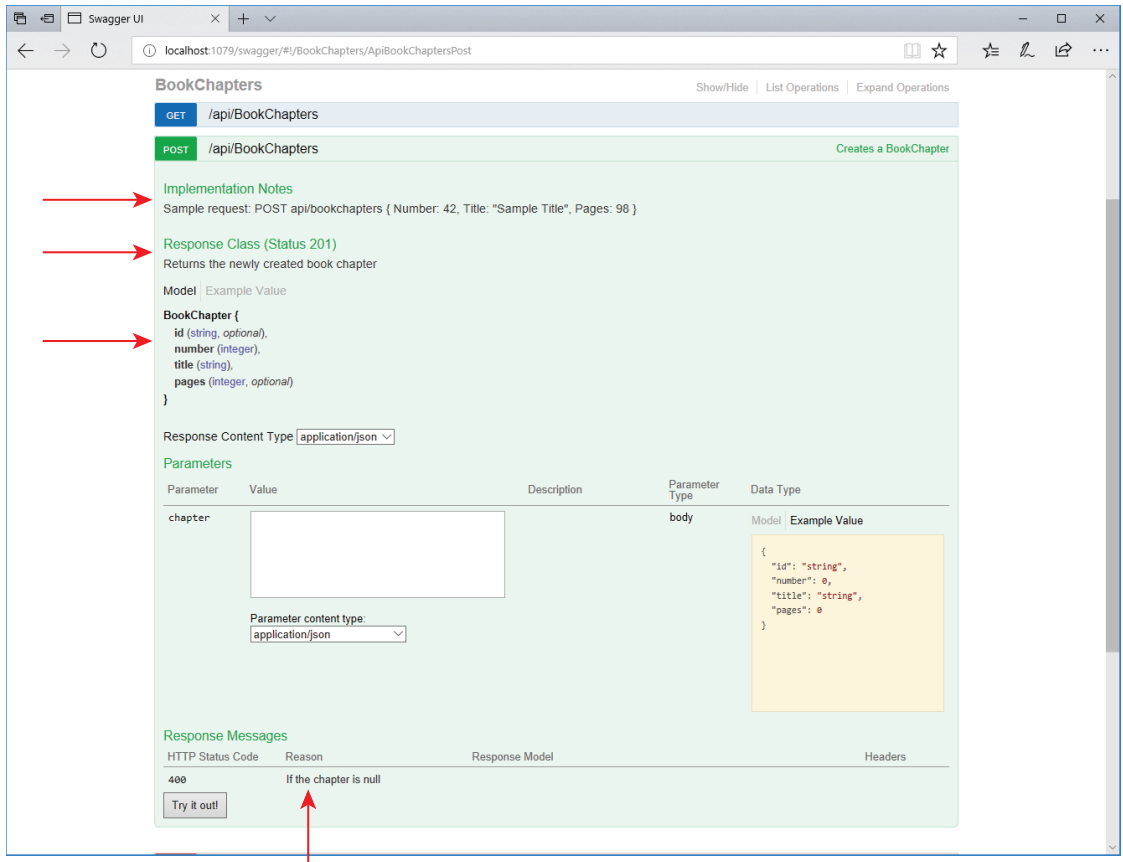 Swagger UI
localhost:1079/swagger/#!/BookChapters/ApiBookChaptersPost
BookChapters
Show/Hide List Operations Expand Operations
GET /api/BookChapters
POST /api/BookChapters Creates a BookChapter
Implementation Notes
Sample request: POST api/bookchapters { Number: 42, Title: "Sample Title", Pages: 98 }
Response Class (Status 201)
Returns the newly created book chapter
Model Example Value
BookChapter {
id (string, optional),
number (integer),
title (string),
pages (integer, optional)
}
Response Content Type application/json
Parameters
Parameter Value Description Parameter Type Data Type
chapter body Model Example Value
{
"id": "string",
"number": 0,
"title": "string",
"pages": 0
}
Parameter content type:
application/json
Response Messages
HTTP Status Code Reason Response Model Headers
400 If the chapter is null
Try it out!